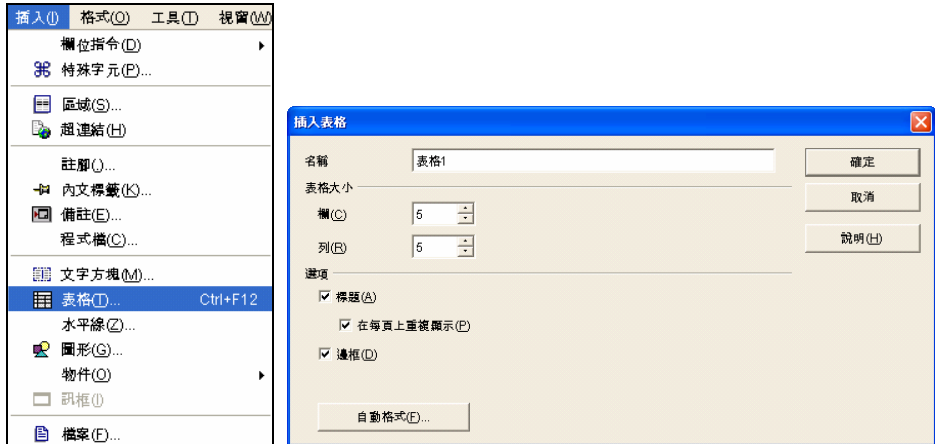 插入(I) 格式(O) 工具(T) 視窗(W)
欄位指令(D)
特殊字元(P)...
區域(S)...
超連結(H)
註腳()...
內文標籤(K)...
備註(E)...
程式檔(C)...
文字方塊(M)...
表格(T)... Ctrl+F12
水平線(Z)...
圖形(G)...
物件(O)
訊框(I)
檔案(F)...
插入表格
名稱 表格1
確定
表格大小
取消
欄(C) 5
列(R) 5
說明(H)
選項
標題(A)
在每頁上重複顯示(P)
邊框(D)
自動格式(F)...